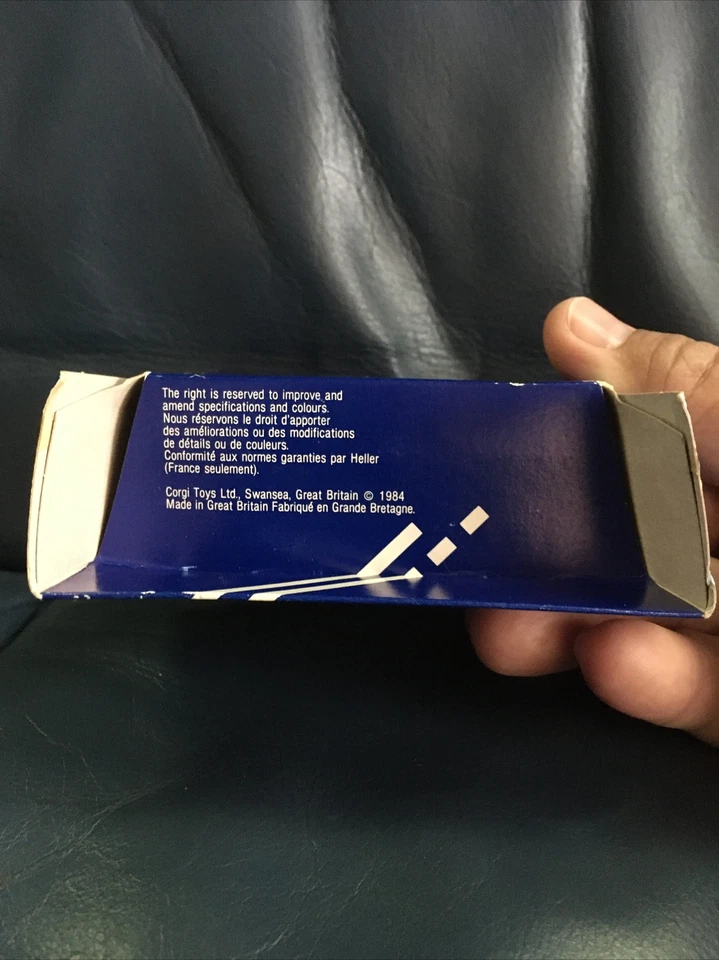 The right is reserved to improve and
amend specifications and colours.
Nous réservons le droit d'apporter
des améliorations ou des modifications
de détails ou de couleurs.
Conformité aux normes garanties par Heller
(France seulement).
Corgi Toys Ltd., Swansea, Great Britain © 1984
Made in Great Britain Fabriqué en Grande Bretagne.